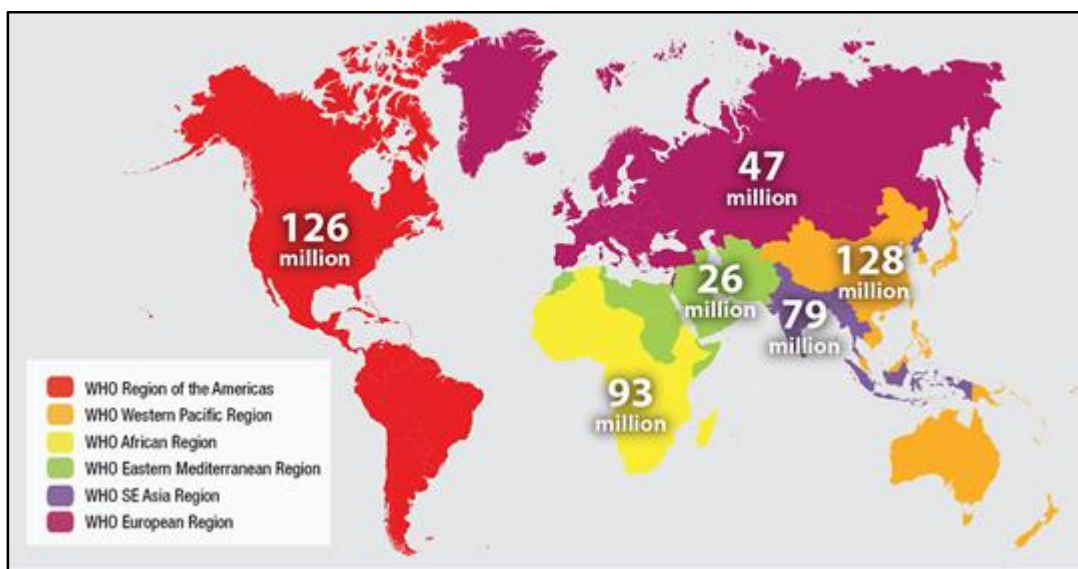 47
million
126
million
128
million
26
million
79
million
93
million
WHO Region of the Americas
WHO Western Pacific Region
WHO African Region
WHO Eastern Mediterranean Region
WHO SE Asia Region
WHO European Region